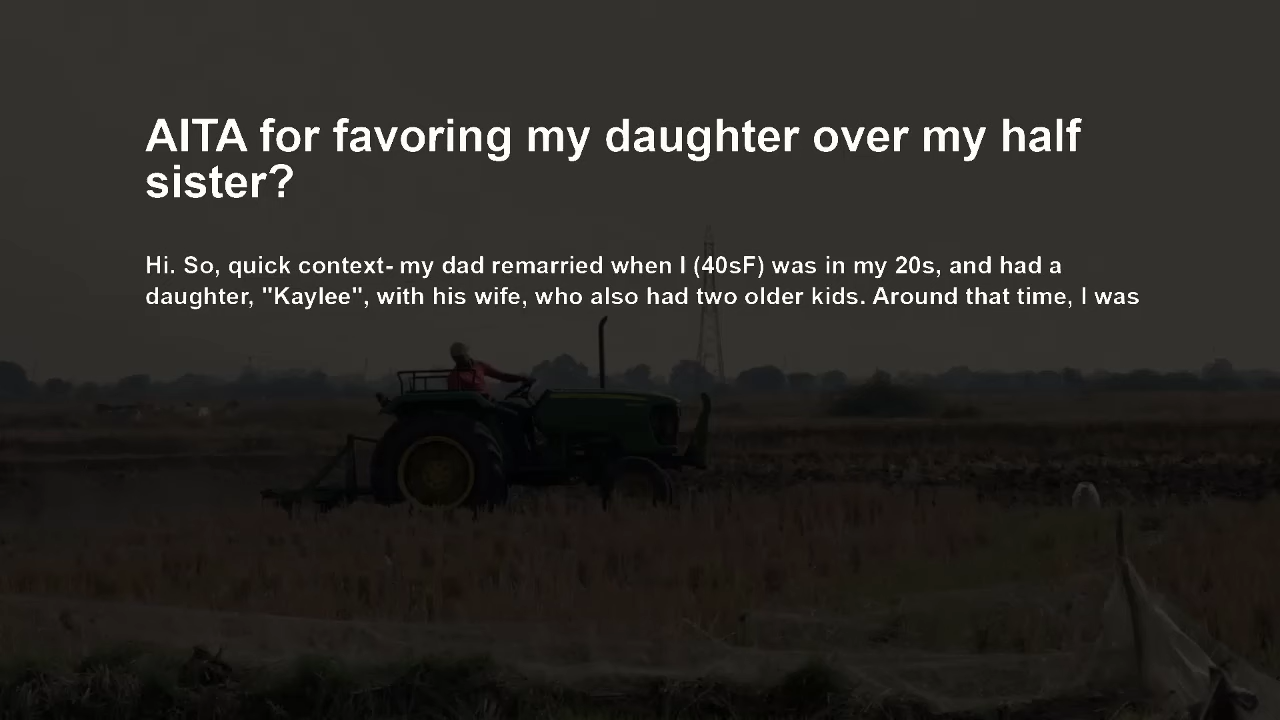 AITA for favoring my daughter over my half
sister?
Hi. So, quick context- my dad remarried when I (40sF) was in my 20s, and had a
daughter, "Kaylee", with his wife, who also had two older kids. Around that time, I was